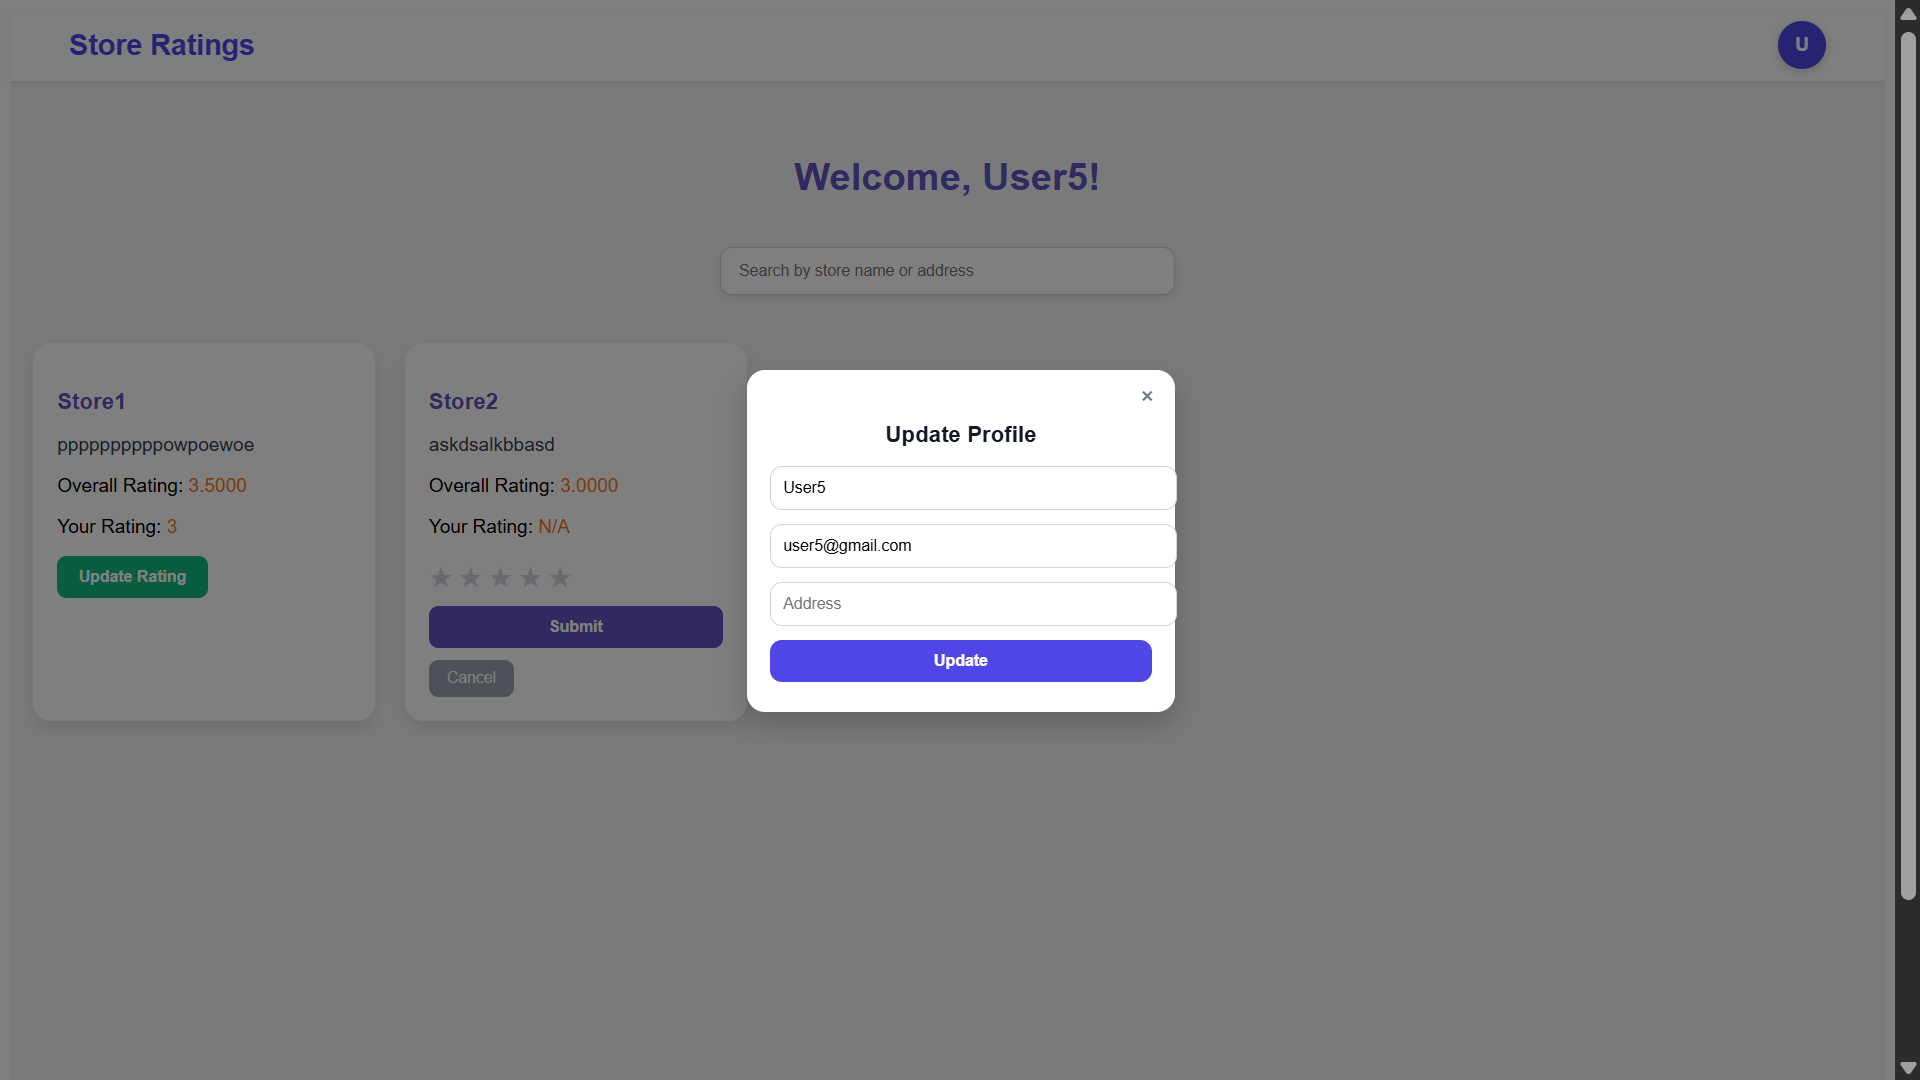 Store Ratings
U
Welcome, User5!
Search by store name or address
Store1
ppppppppppowpoewoe
Overall Rating: 3.5000
Your Rating: 3
Update Rating
Store2
askdsalkbbasd
Overall Rating: 3.0000
Your Rating: N/A
★ ★ ★ ★ ★
Submit
Cancel
×
Update Profile
User5
user5@gmail.com
Address
Update